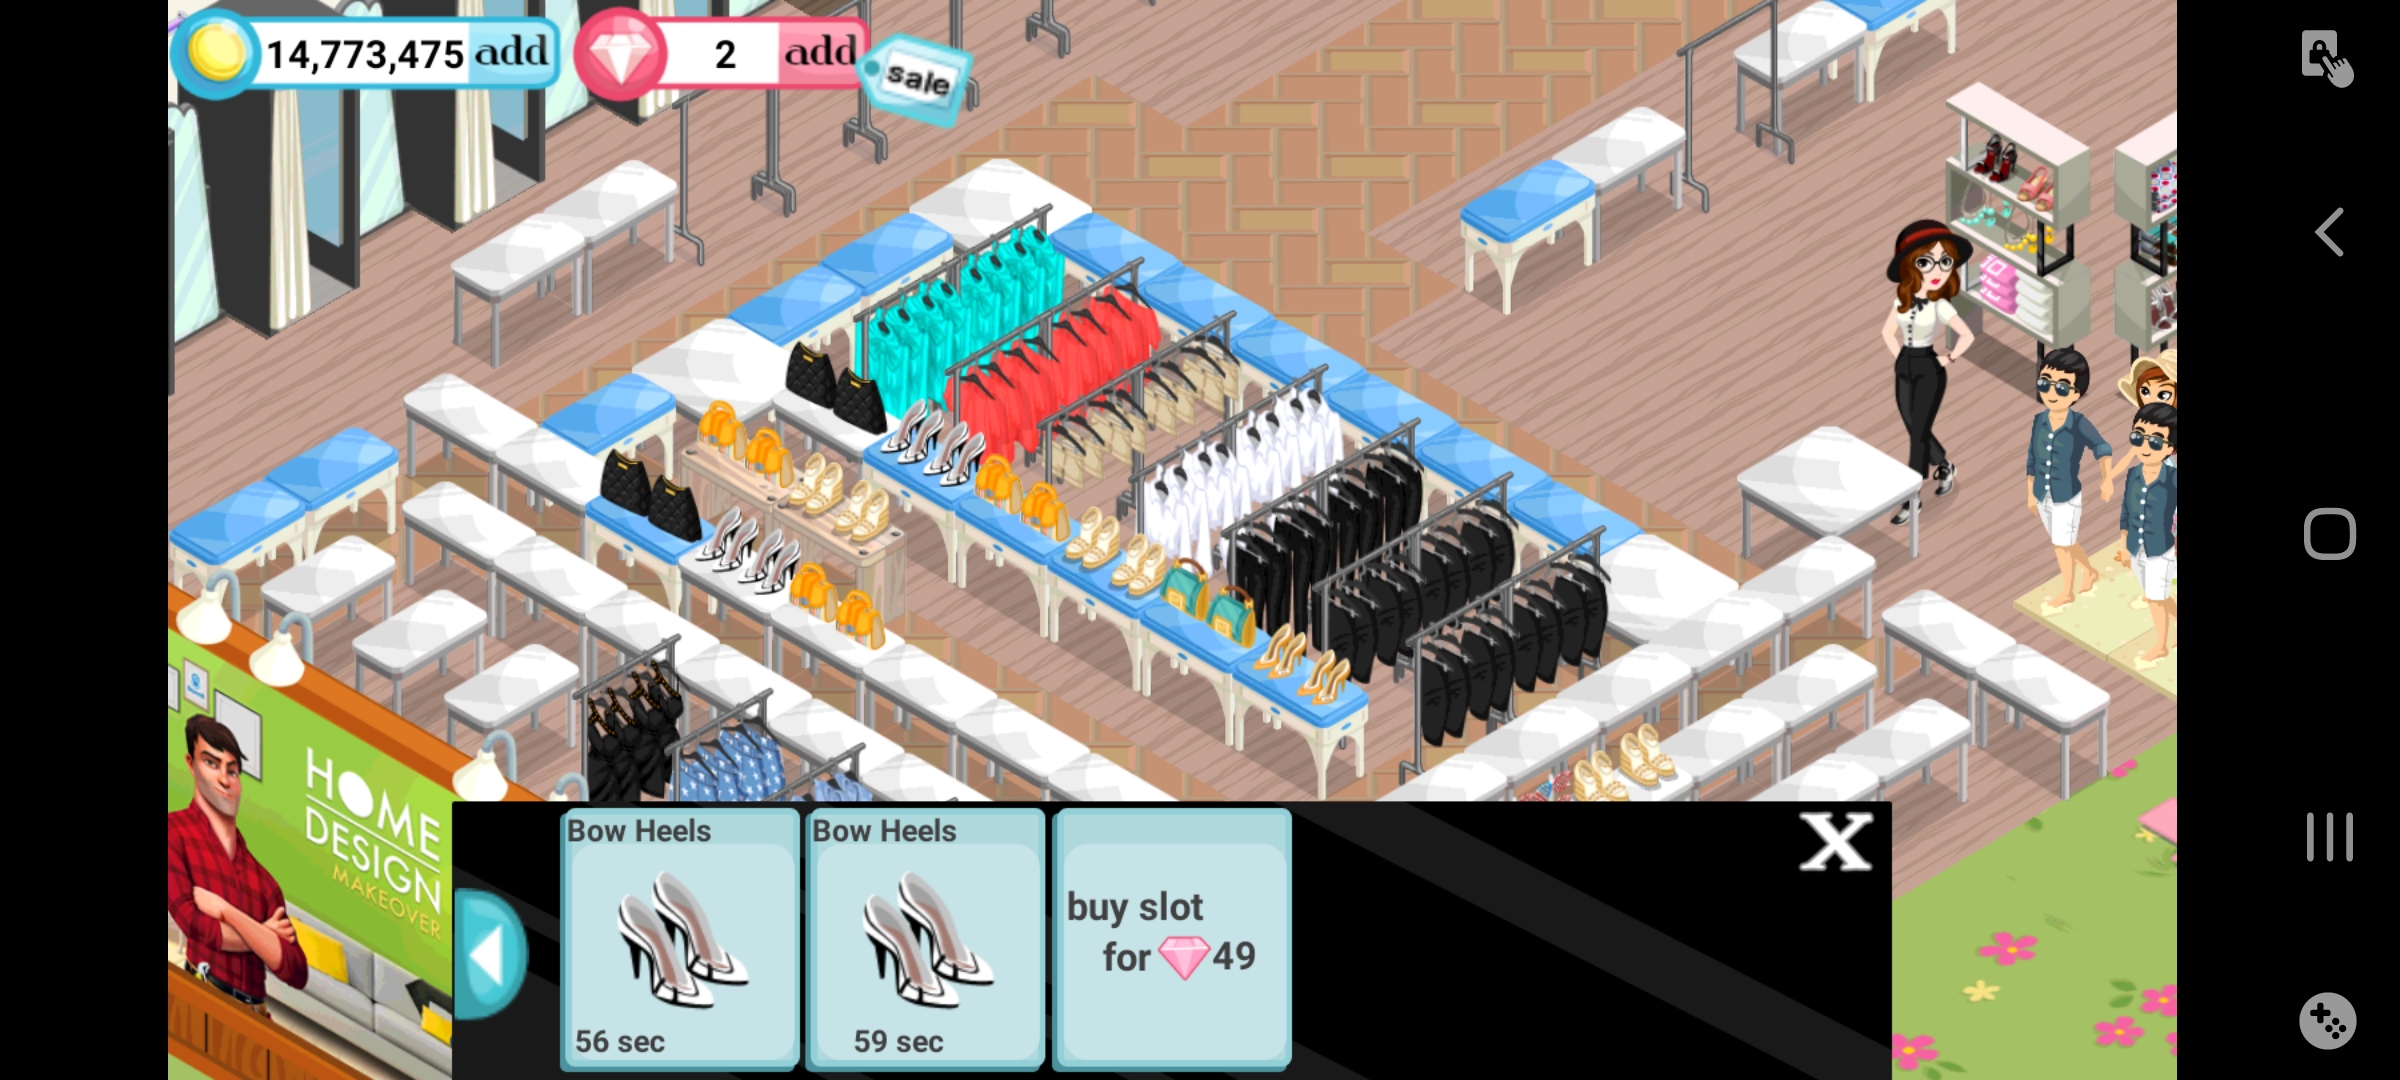 14,773,475 add
2 add
sale
HOME
DESIGN
MAKEOVER
Bow Heels
56 sec
Bow Heels
59 sec
buy slot
for 49
X